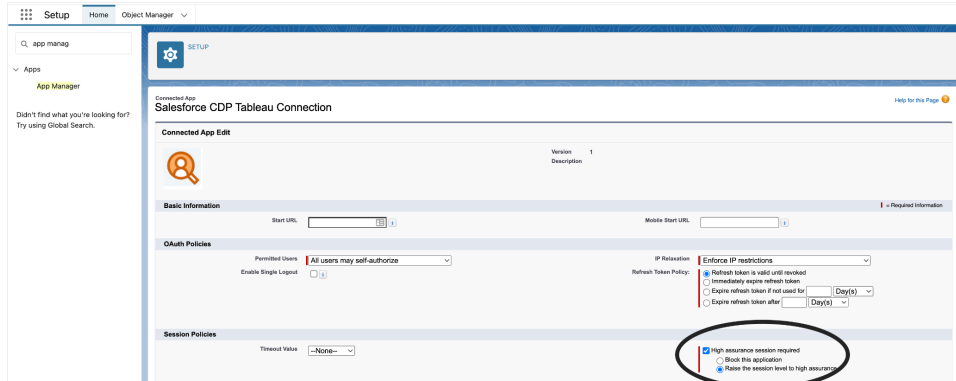 Setup
Home
Object Manager
app manag
Apps
App Manager
Didn't find what you're looking for?
Try using Global Search.
SETUP
Connected App
Salesforce CDP Tableau Connection
Help for this Page
Connected App Edit
Version 1
Description
Basic Information
= Required Information
Start URL
Mobile Start URL
OAuth Policies
Permitted Users All users may self-authorize
IP Relaxation Enforce IP restrictions
Enable Single Logout
Refresh Token Policy: Refresh token is valid until revoked
Immediately expire refresh token
Expire refresh token if not used for Day(s)
Expire refresh token after Day(s)
Session Policies
Timeout Value --None--
High assurance session required
Block this application
Raise the session level to high assurance